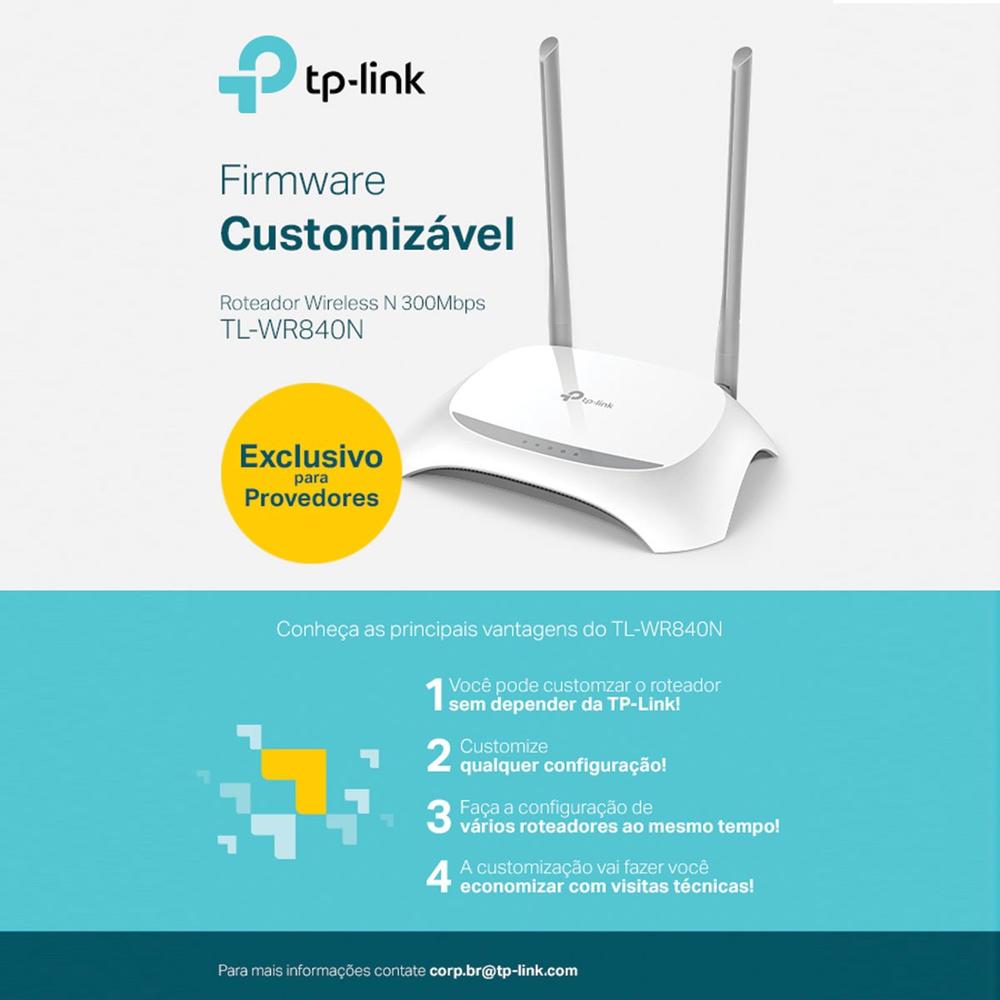 tp-link
Firmware
Customizável
Roteador Wireless N 300Mbps
TL-WR840N
tp-link
Exclusivo
para
Provedores
Conheça as principais vantagens do TL-WR840N
1 Você pode customzar o roteador
sem depender da TP-Link!
2 Customize
qualquer configuração!
3 Faça a configuração de
vários roteadores ao mesmo tempo!
4 A customização vai fazer você
economizar com visitas técnicas!
Para mais informações contate corp.br@tp-link.com